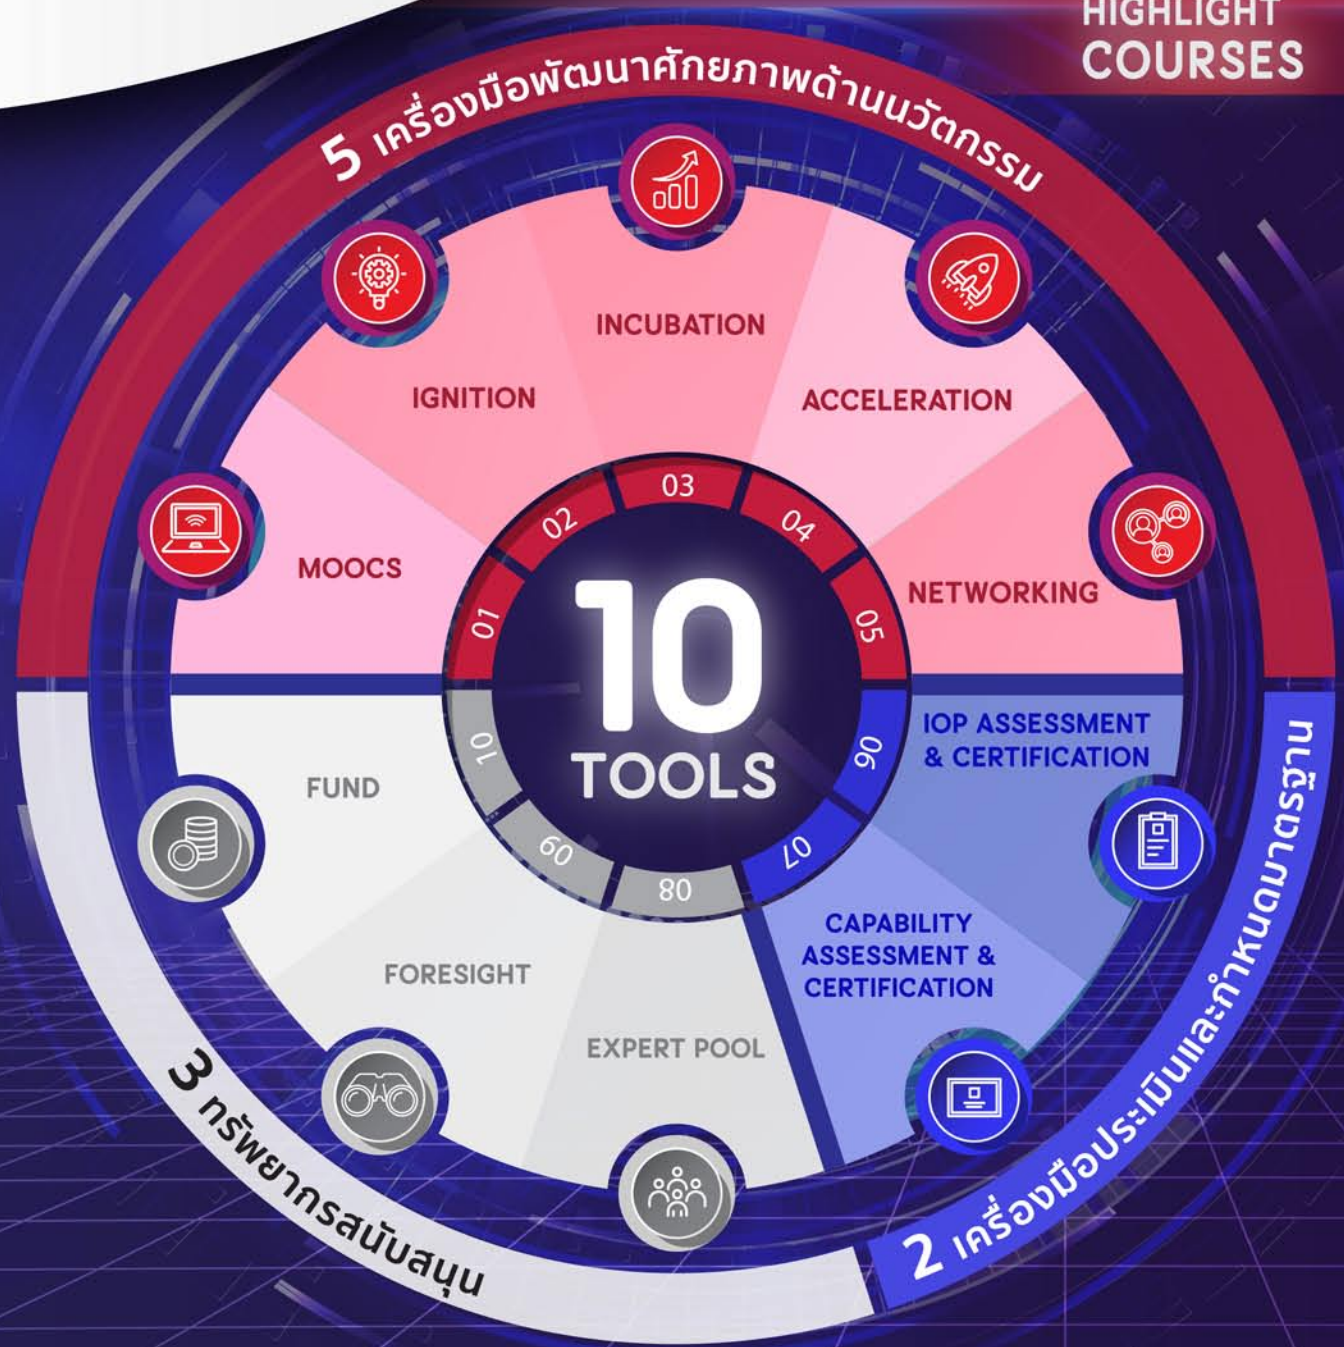 HIGHLIGHT
COURSES
5 เครื่องมือพัฒนาศักยภาพด้านนวัตกรรม
01
MOOCS
02
IGNITION
03
INCUBATION
04
ACCELERATION
05
NETWORKING
10
TOOLS
06
IOP ASSESSMENT
& CERTIFICATION
07
CAPABILITY
ASSESSMENT &
CERTIFICATION
2 เครื่องมือประเมินและกำหนดมาตรฐาน
08
EXPERT POOL
09
FORESIGHT
10
FUND
3 ทรัพยากรสนับสนุน